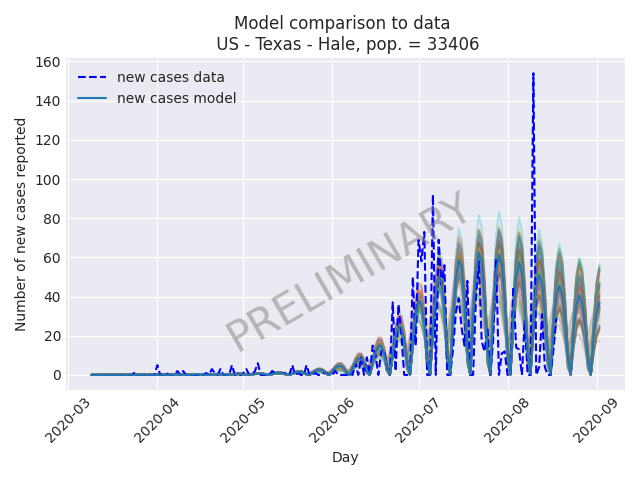 Model comparison to data
US - Texas - Hale, pop. = 33406
new cases data
new cases model
160
140
120
100
80
60
40
20
0
Number of new cases reported
PRELIMINARY
2020-03
2020-04
2020-05
2020-06
2020-07
2020-08
2020-09
Day